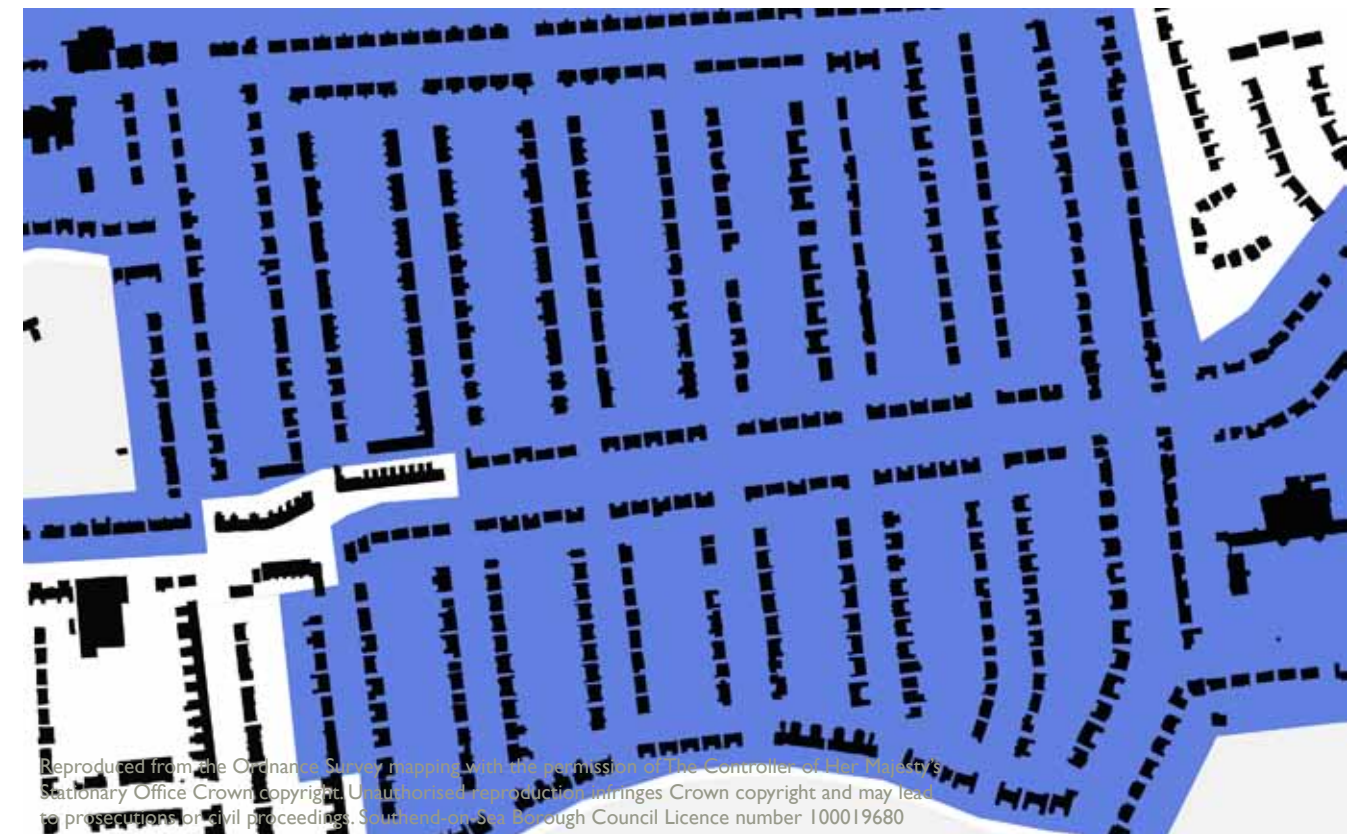 Reproduced from the Ordnance Survey mapping with the permission of The Controller of Her Majesty's
Stationary Office Crown copyright. Unauthorised reproduction infringes Crown copyright and may lead
to prosecutions or civil proceedings. Southend-on-Sea Borough Council Licence number 100019680